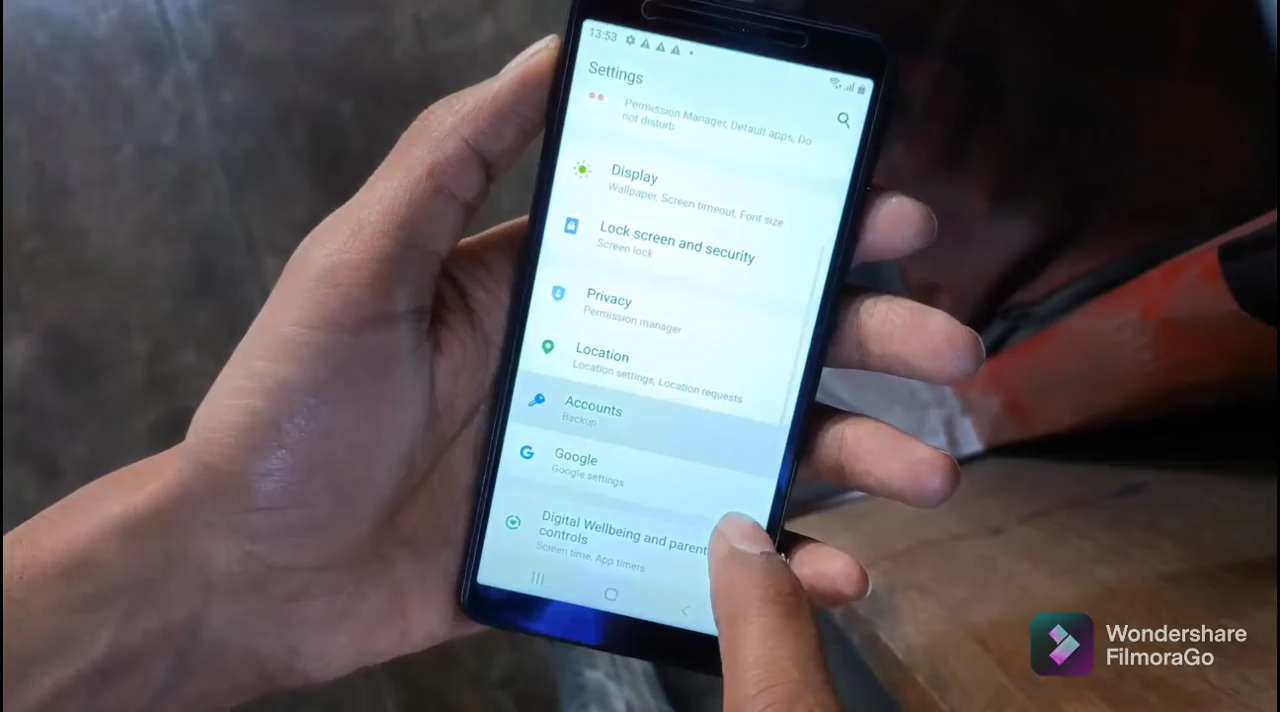 13:53
Settings
Permission Manager, Default apps, Do
not disturb
Display
Wallpaper, Screen timeout, Font size
Lock screen and security
Screen lock
Privacy
Permission manager
Location
Location settings, Location requests
Accounts
Backup
Google
Google settings
Digital Wellbeing and parent
controls
Screen time, App timers
Wondershare
FilmoraGo